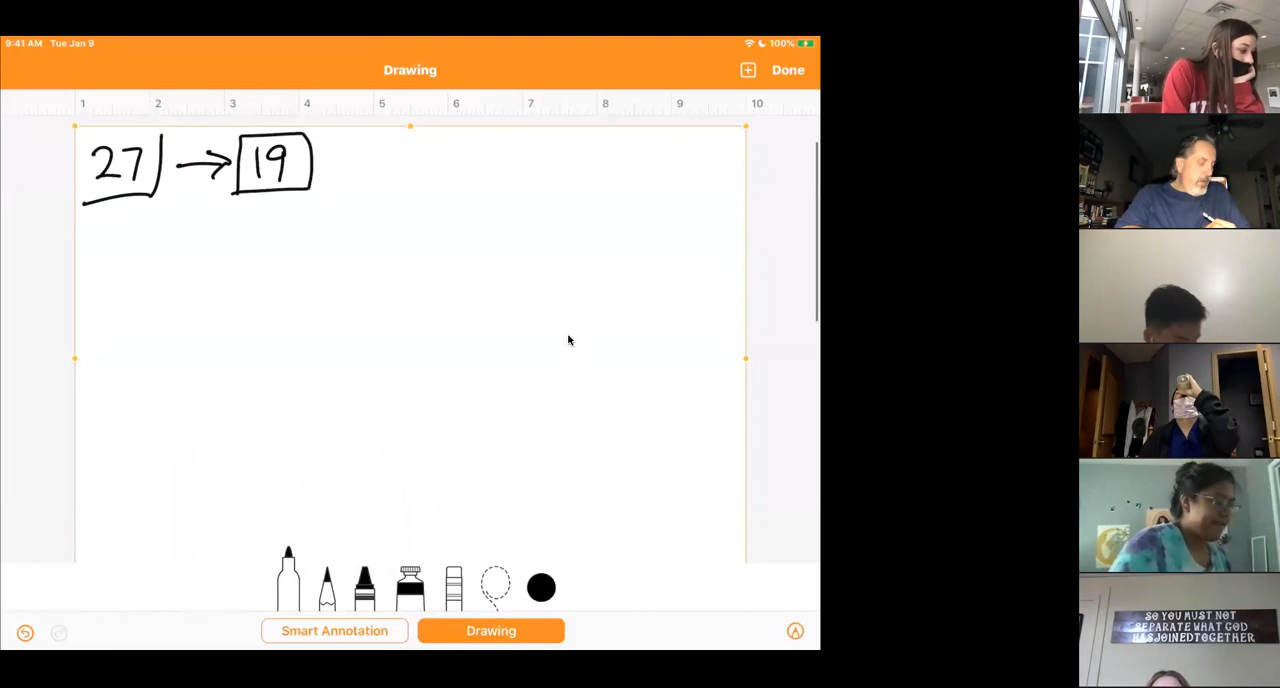 9:41 AM Tue Jan 9 100%
Drawing Done
1 2 3 4 5 6 7 8 9 10
27 → 19
Smart Annotation Drawing
SO YOU MUST NOT
SEPARATE WHAT GOD
HAS JOINED TOGETHER